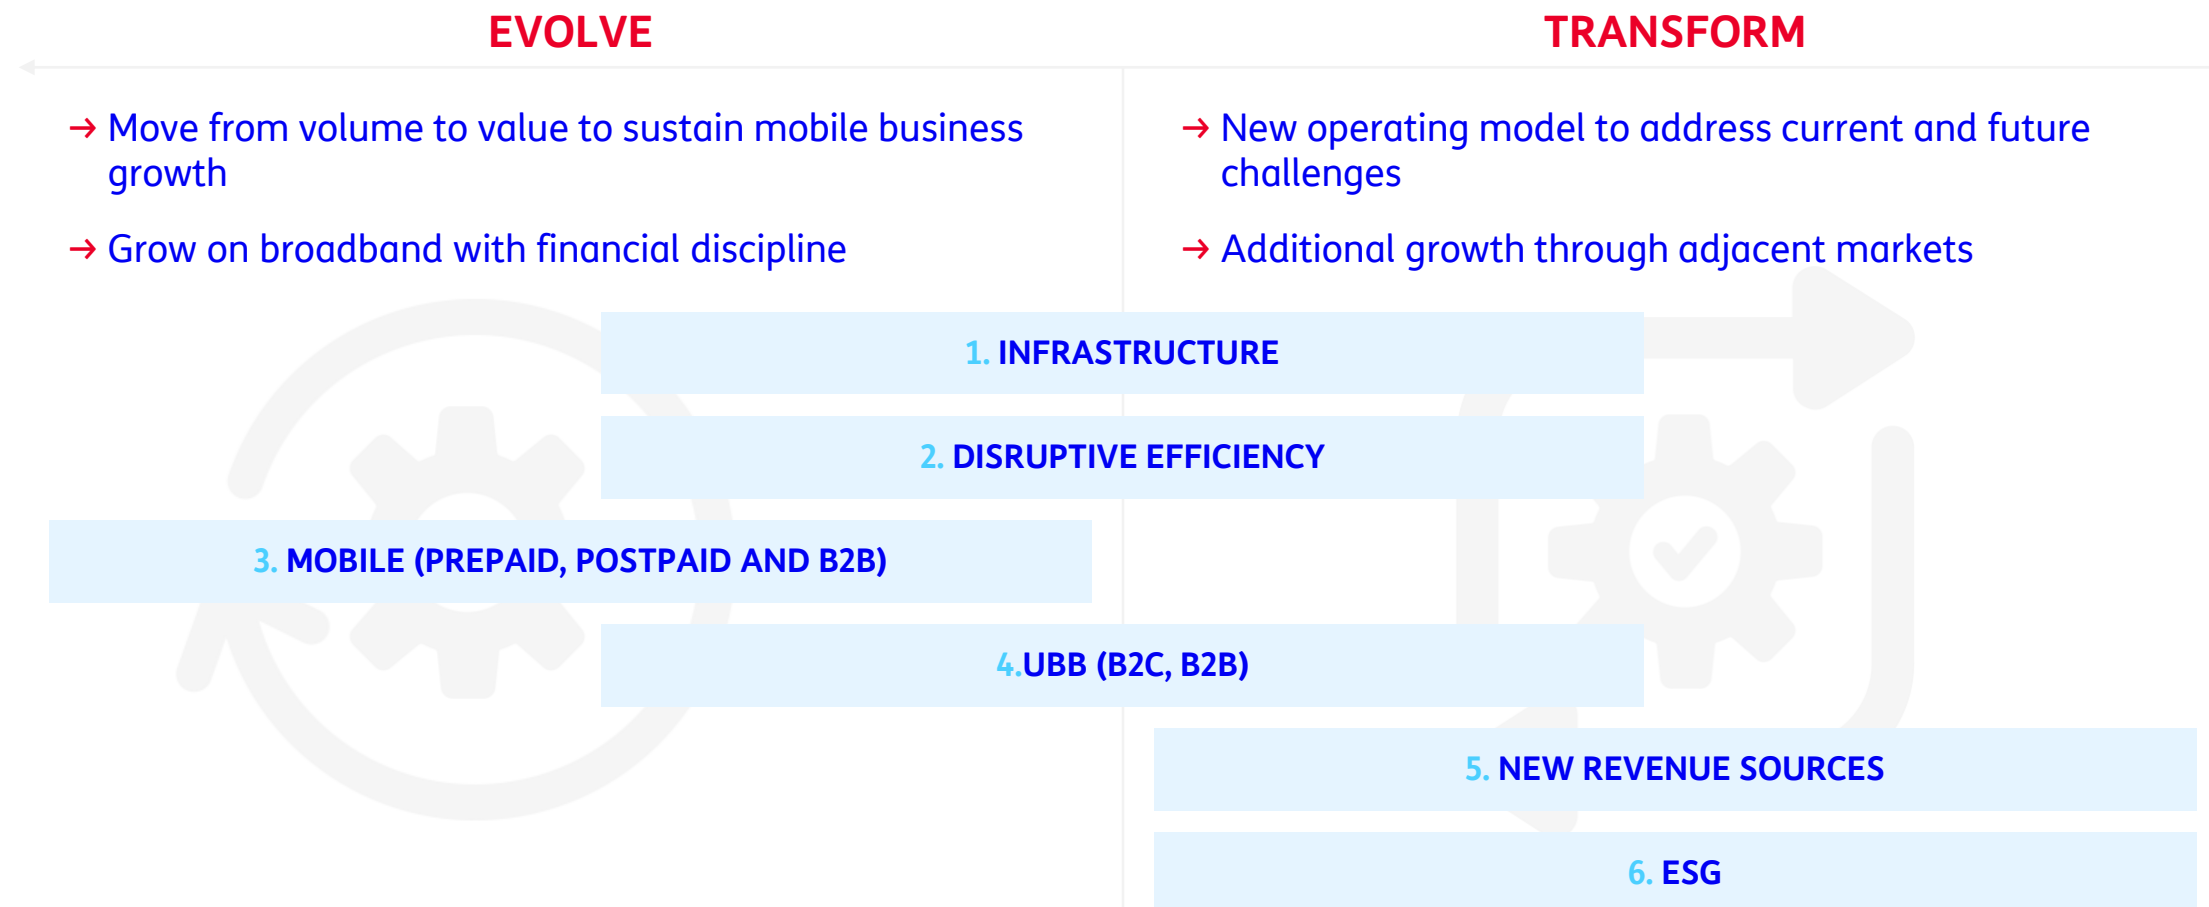 EVOLVE
TRANSFORM
→ Move from volume to value to sustain mobile business
growth
→ Grow on broadband with financial discipline
→ New operating model to address current and future
challenges
→ Additional growth through adjacent markets
1. INFRASTRUCTURE
2. DISRUPTIVE EFFICIENCY
3. MOBILE (PREPAID, POSTPAID AND B2B)
4.UBB (B2C, B2B)
5. NEW REVENUE SOURCES
6. ESG